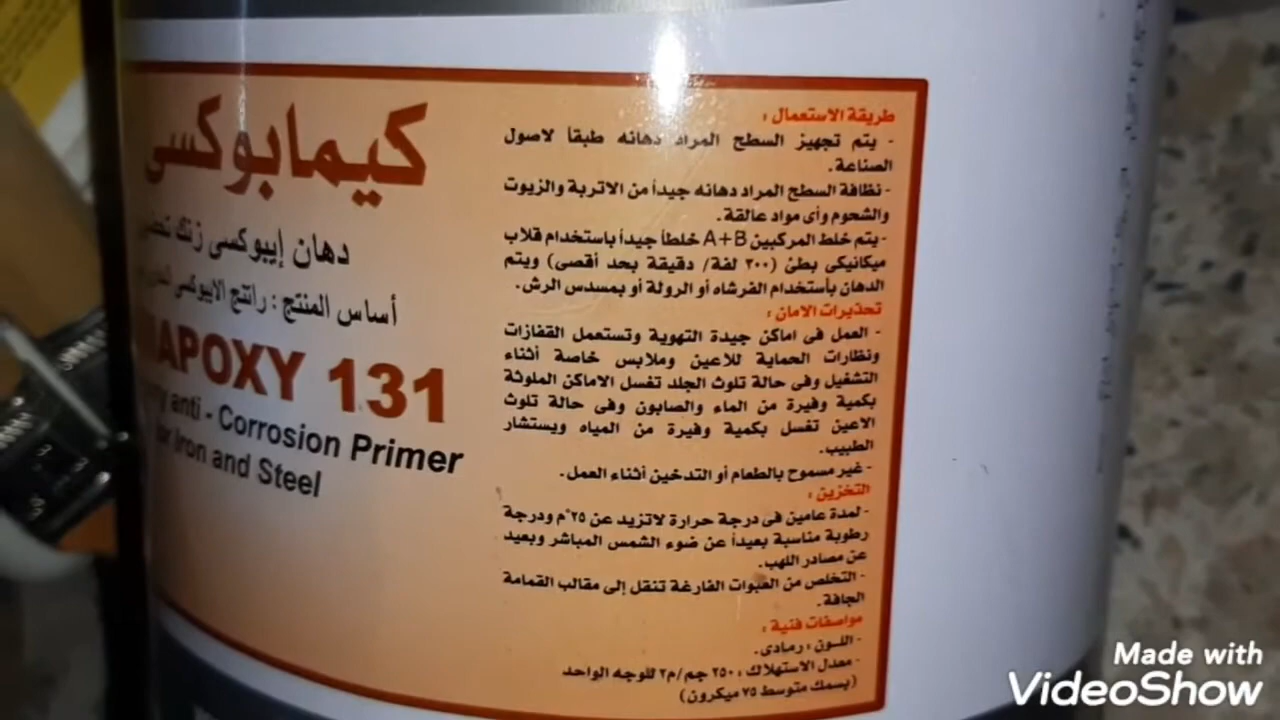 كيمابوكسى
دهان إيبوكسى زنك
أساس المنتج : راتنج الايبوكسى
APOXY 131
anti - Corrosion Primer
Iron and Steel
طريقة الاستعمال :
- يتم تجهيز السطح المراد دهانه طبقاً لاصول
الصناعة.
- نظافة السطح المراد دهانه جيداً من الاتربة والزيوت
والشحوم وأى مواد عالقة.
- يتم خلط المركبين A+B خلطاً جيداً باستخدام قلاب
ميكانيكى بطئ (٣٠٠ لفة/ دقيقة بحد أقصى) ويتم
الدهان بأستخدام الفرشاه أو الرولة أو بمسدس الرش.
تحذيرات الامان :
- العمل فى اماكن جيدة التهوية وتستعمل القفازات
ونظارات الحماية للاعين وملابس خاصة أثناء
التشغيل وفى حالة تلوث الجلد تغسل الاماكن الملوثة
بكمية وفيرة من الماء والصابون وفى حالة تلوث
الاعين تغسل بكمية وفيرة من المياه ويستشار
الطبيب.
- غير مسموح بالطعام أو التدخين أثناء العمل.
التخزين :
- لمدة عامين فى درجة حرارة لاتزيد عن ٢٥°م ودرجة
رطوبة مناسبة بعيداً عن ضوء الشمس المباشر وبعيد
عن مصادر اللهب.
- التخلص من العبوات الفارغة تنقل إلى مقالب القمامة
الجافة.
مواصفات فنية :
- اللـون : رمادى.
- معدل الاستهلاك : ٢٥٠ جم/م٢ للوجه الواحد
(بسمك متوسط ٧٥ ميكرون)
Made with
VideoShow